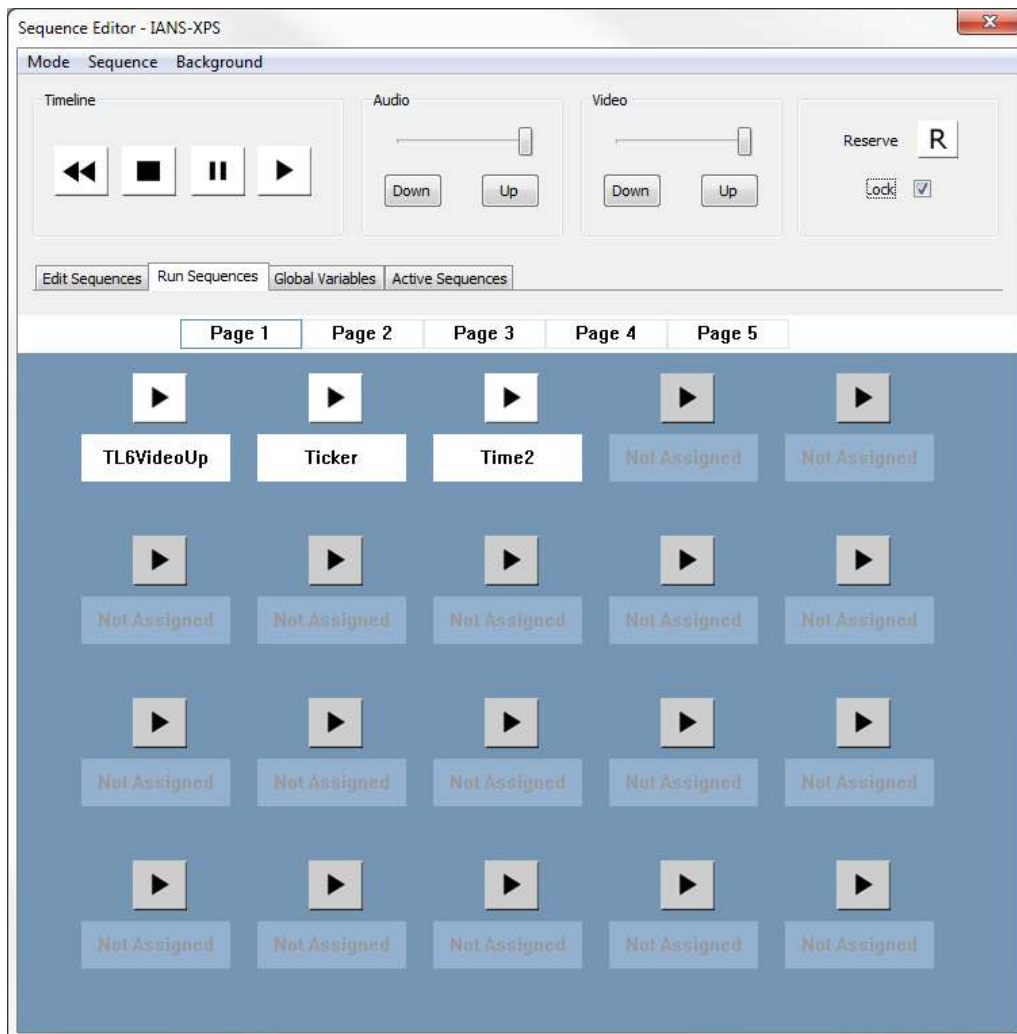 Sequence Editor - IANS-XPS
Mode Sequence Background
Timeline
Audio
Video
Reserve R
Down Up
Down Up
Lock
Edit Sequences Run Sequences Global Variables Active Sequences
Page 1 Page 2 Page 3 Page 4 Page 5
TL6VideoUp Ticker Time2 Not Assigned Not Assigned
Not Assigned Not Assigned Not Assigned Not Assigned Not Assigned
Not Assigned Not Assigned Not Assigned Not Assigned Not Assigned
Not Assigned Not Assigned Not Assigned Not Assigned Not Assigned